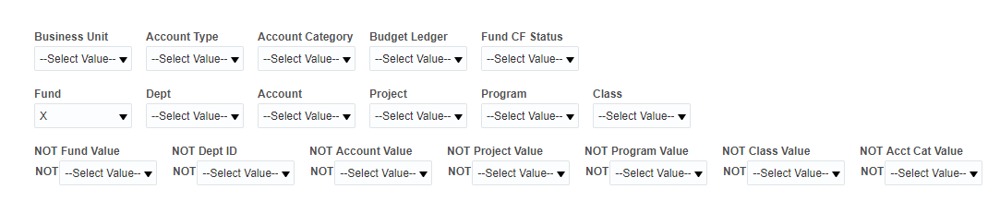 Business Unit Account Type Account Category Budget Ledger Fund CF Status
--Select Value-- --Select Value-- --Select Value-- --Select Value-- --Select Value--
Fund Dept Account Project Program Class
X --Select Value-- --Select Value-- --Select Value-- --Select Value-- --Select Value--
NOT Fund Value NOT Dept ID NOT Account Value NOT Project Value NOT Program Value NOT Class Value NOT Acct Cat Value
NOT --Select Value-- NOT --Select Value-- NOT --Select Value-- NOT --Select Value-- NOT --Select Value-- NOT --Select Value-- NOT --Select Value--